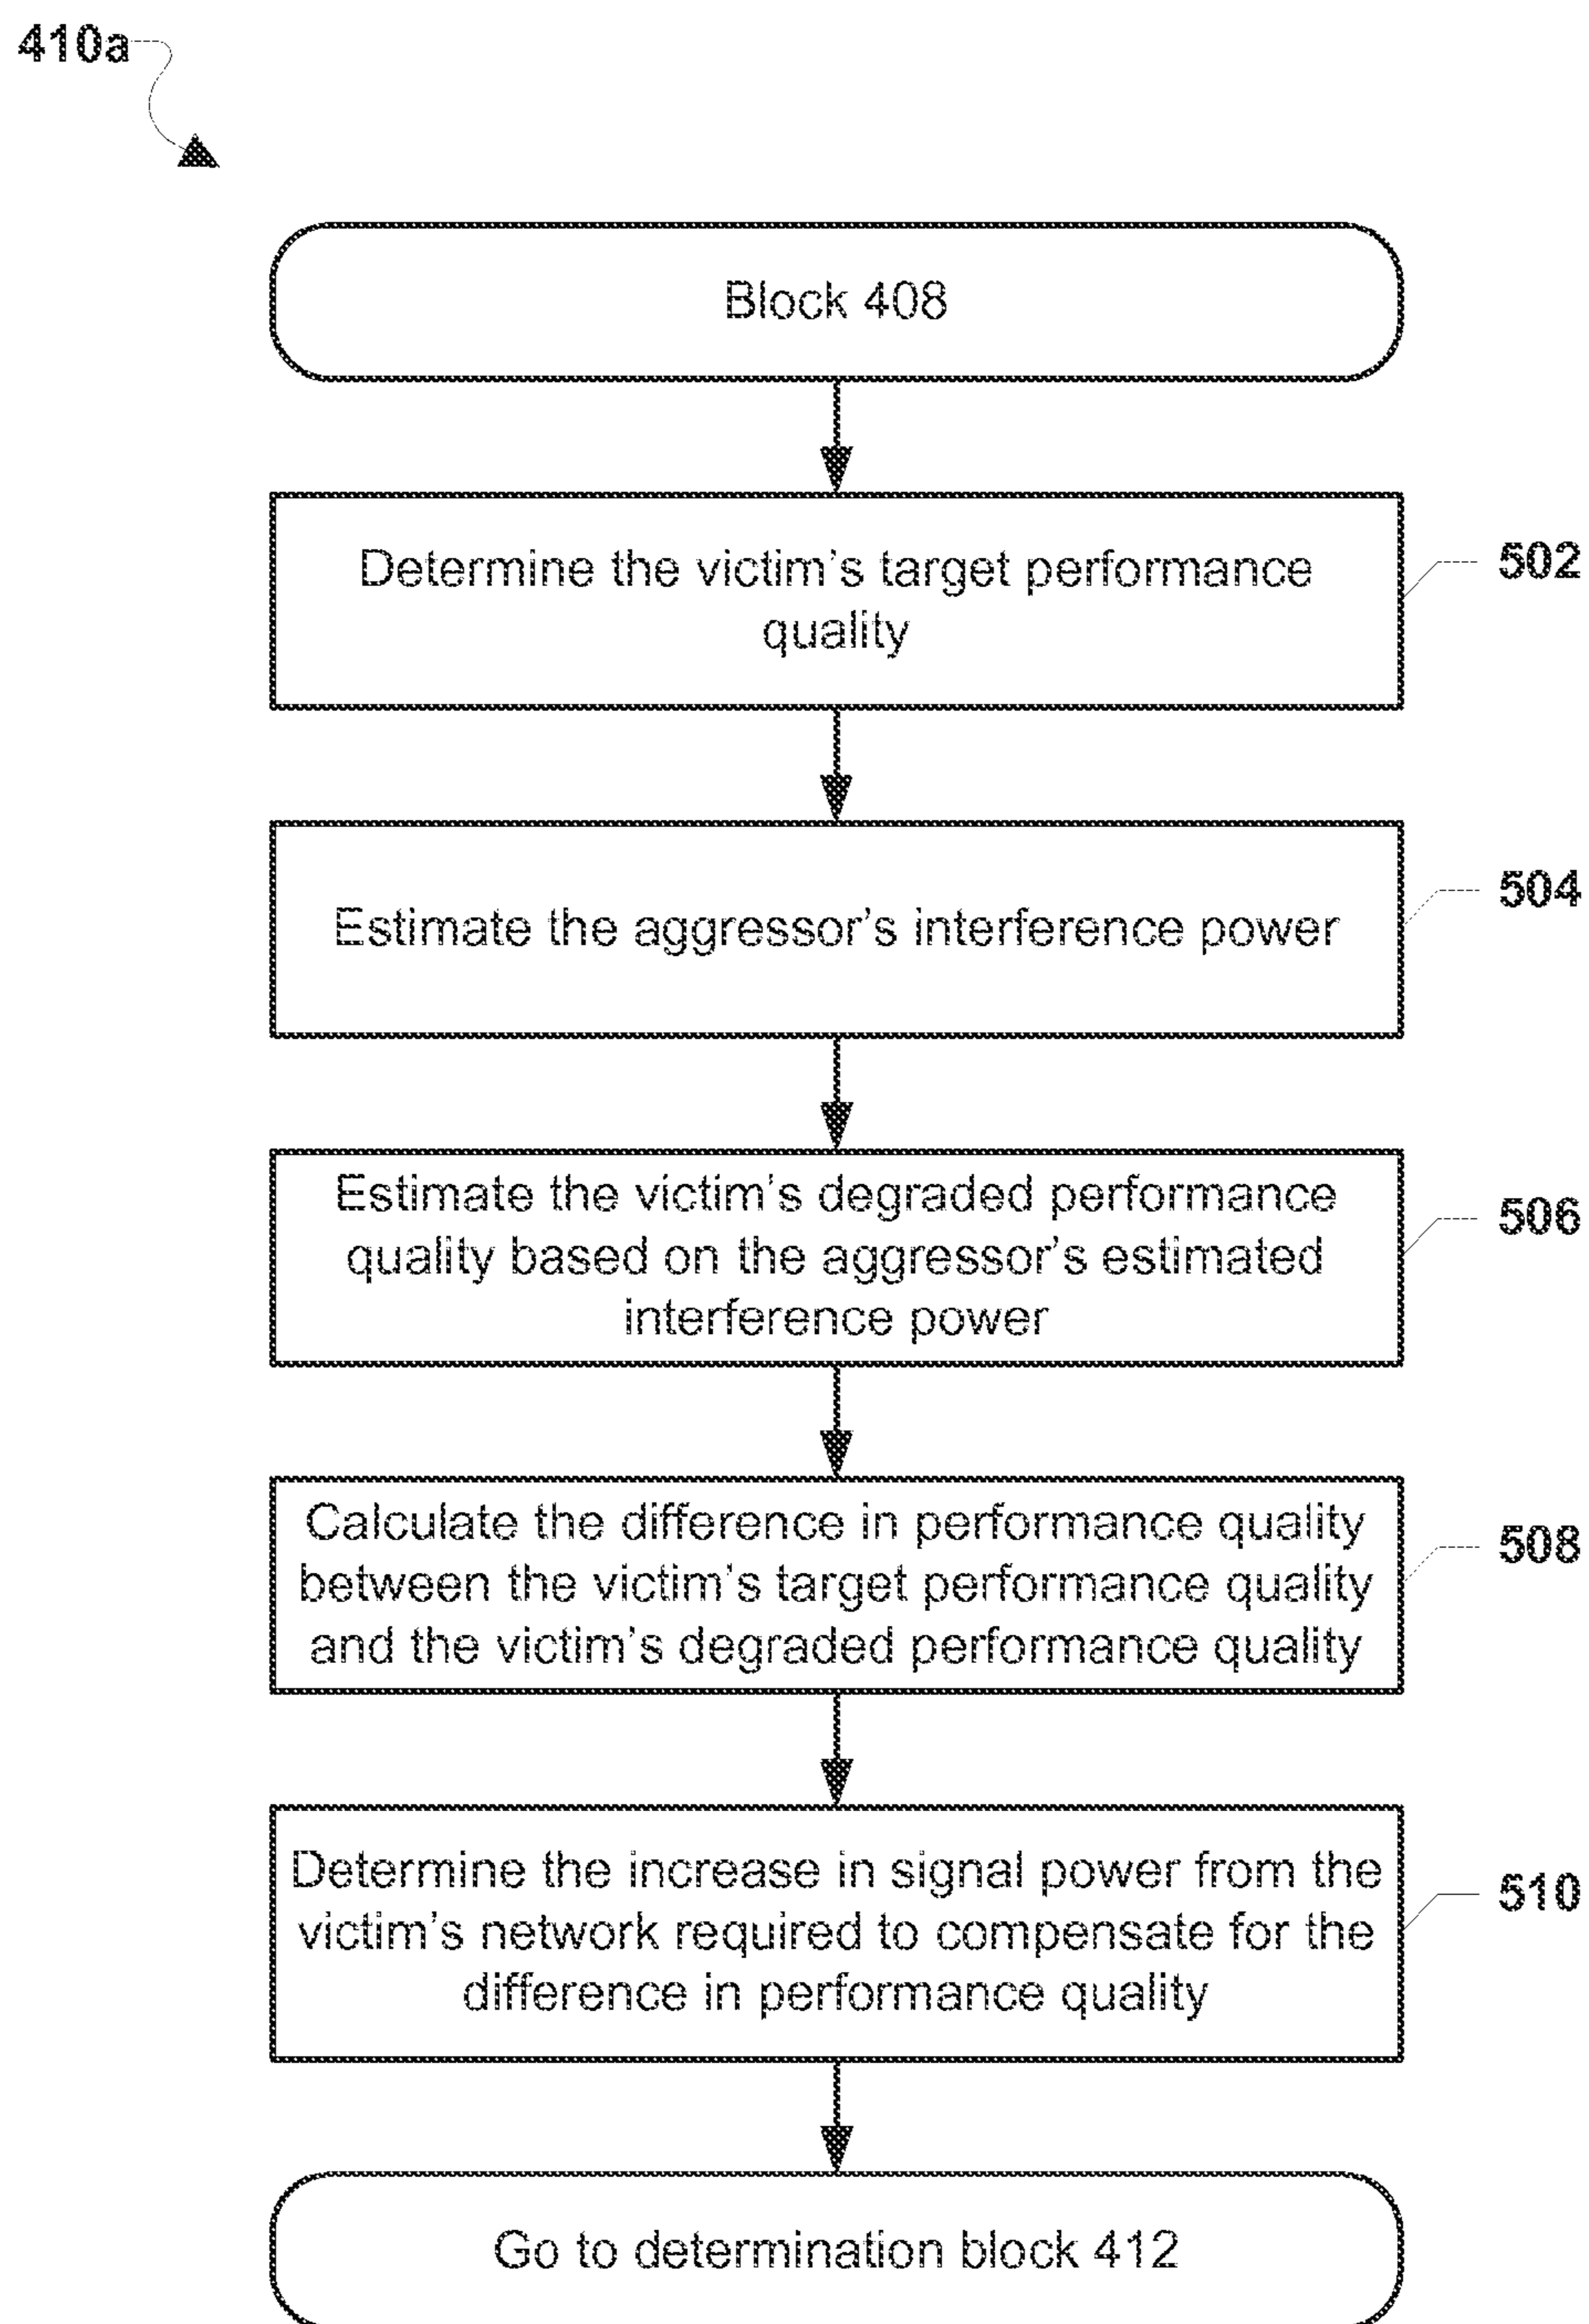 410a
Block 408
Determine the victim's target performance
quality
502
Estimate the aggressor's interference power
504
Estimate the victim's degraded performance
quality based on the aggressor's estimated
interference power
506
Calculate the difference in performance quality
between the victim's target performance quality
and the victim's degraded performance quality
508
Determine the increase in signal power from the
victim's network required to compensate for the
difference in performance quality
510
Go to determination block 412